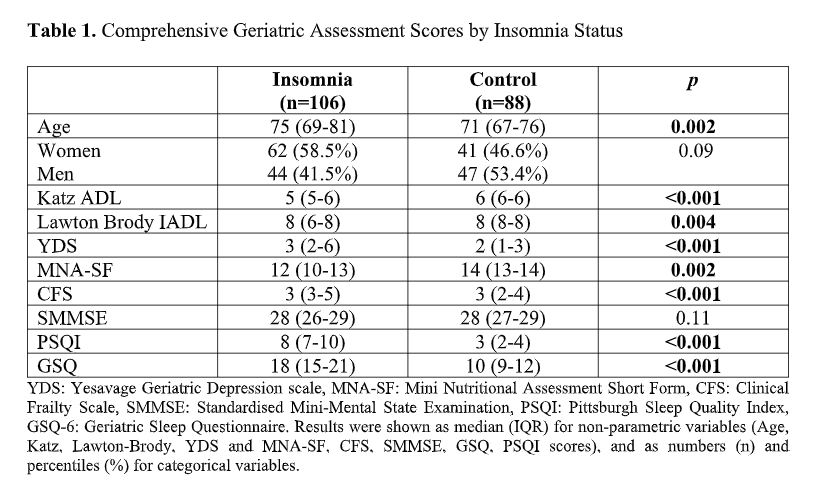 Table 1. Comprehensive Geriatric Assessment Scores by Insomnia Status
Insomnia (n=106) Control (n=88) p
Age 75 (69-81) 71 (67-76) 0.002
Women 62 (58.5%) 41 (46.6%) 0.09
Men 44 (41.5%) 47 (53.4%)
Katz ADL 5 (5-6) 6 (6-6) <0.001
Lawton Brody IADL 8 (6-8) 8 (8-8) 0.004
YDS 3 (2-6) 2 (1-3) <0.001
MNA-SF 12 (10-13) 14 (13-14) 0.002
CFS 3 (3-5) 3 (2-4) <0.001
SMMSE 28 (26-29) 28 (27-29) 0.11
PSQI 8 (7-10) 3 (2-4) <0.001
GSQ 18 (15-21) 10 (9-12) <0.001
YDS: Yesavage Geriatric Depression scale, MNA-SF: Mini Nutritional Assessment Short Form, CFS: Clinical
Frailty Scale, SMMSE: Standardised Mini-Mental State Examination, PSQI: Pittsburgh Sleep Quality Index,
GSQ-6: Geriatric Sleep Questionnaire. Results were shown as median (IQR) for non-parametric variables (Age,
Katz, Lawton-Brody, YDS and MNA-SF, CFS, SMMSE, GSQ, PSQI scores), and as numbers (n) and
percentiles (%) for categorical variables.